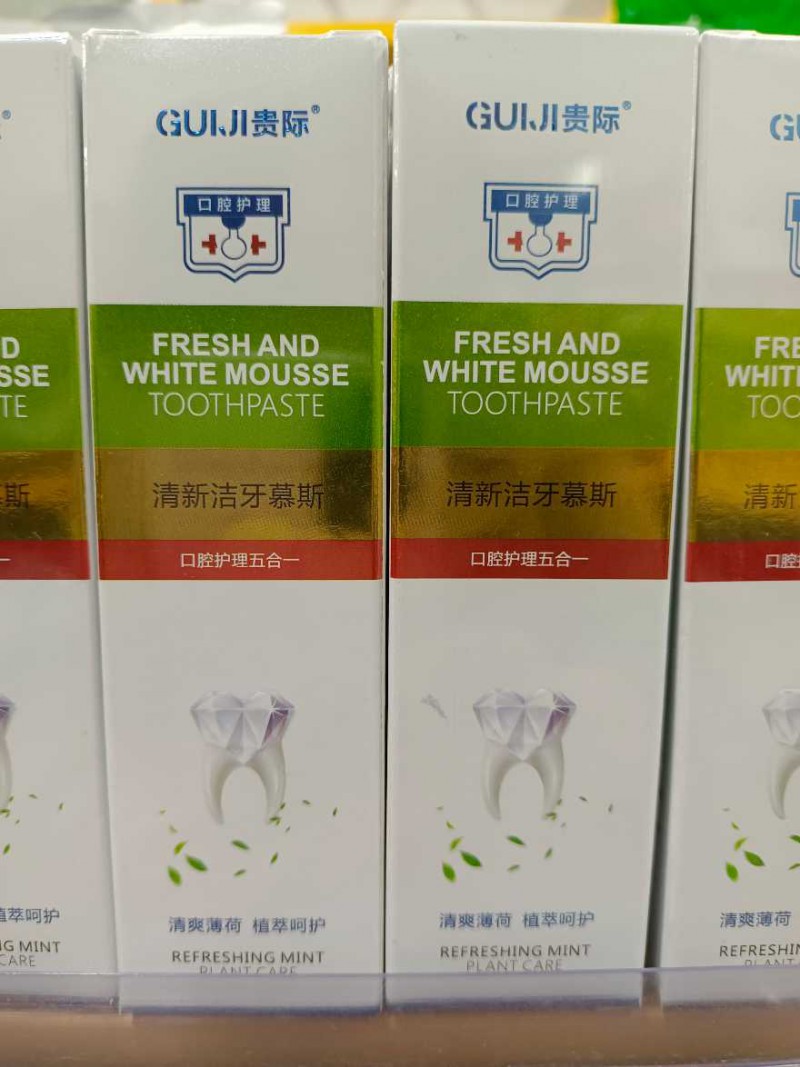 GUIJI贵际®
口腔护理
FRESH AND
WHITE MOUSSE
TOOTHPASTE
清新洁牙慕斯
口腔护理五合一
清爽薄荷 植萃呵护
REFRESHING MINT
PLANT CARE
GUIJI贵际®
口腔护理
FRESH AND
WHITE MOUSSE
TOOTHPASTE
清新洁牙慕斯
口腔护理五合一
清爽薄荷 植萃呵护
REFRESHING MINT
PLANT CARE